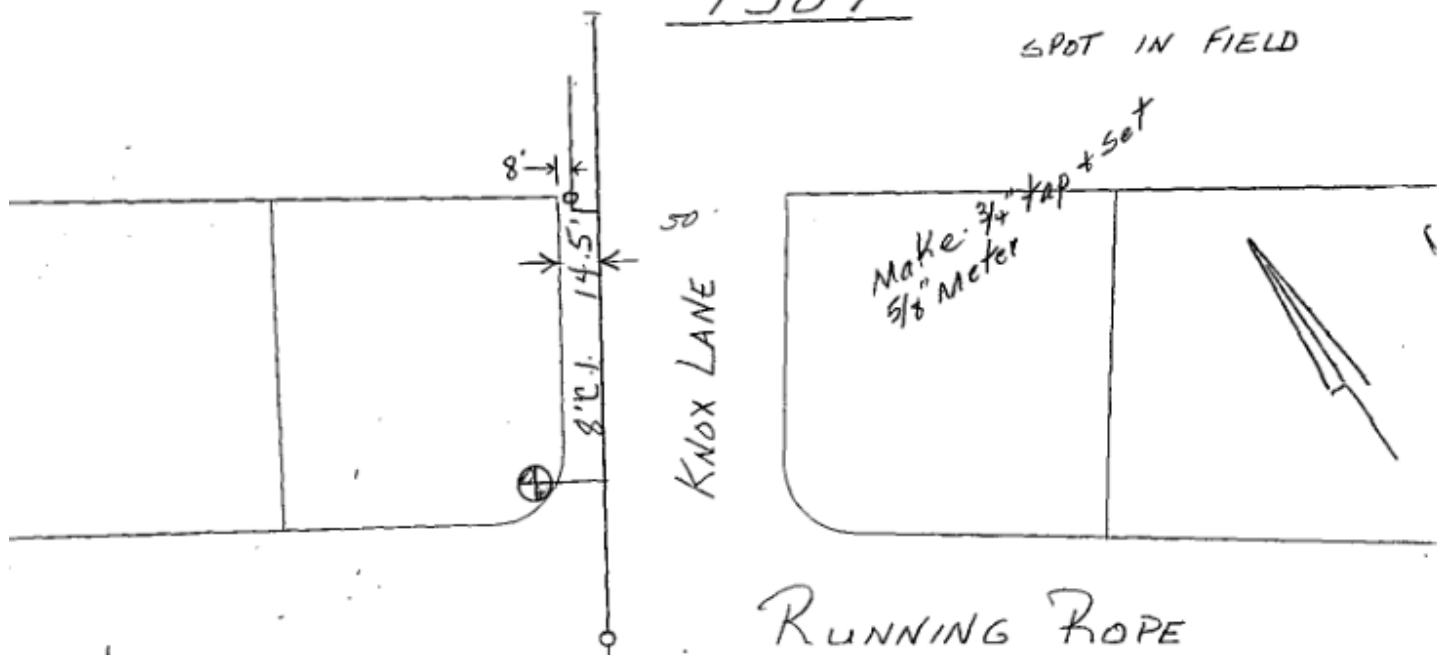 SPOT IN FIELD
Make 3/4" tap + set
5/8" Meter
8'
14.5'
50'
8" C.I.
KNOX LANE
RUNNING ROPE